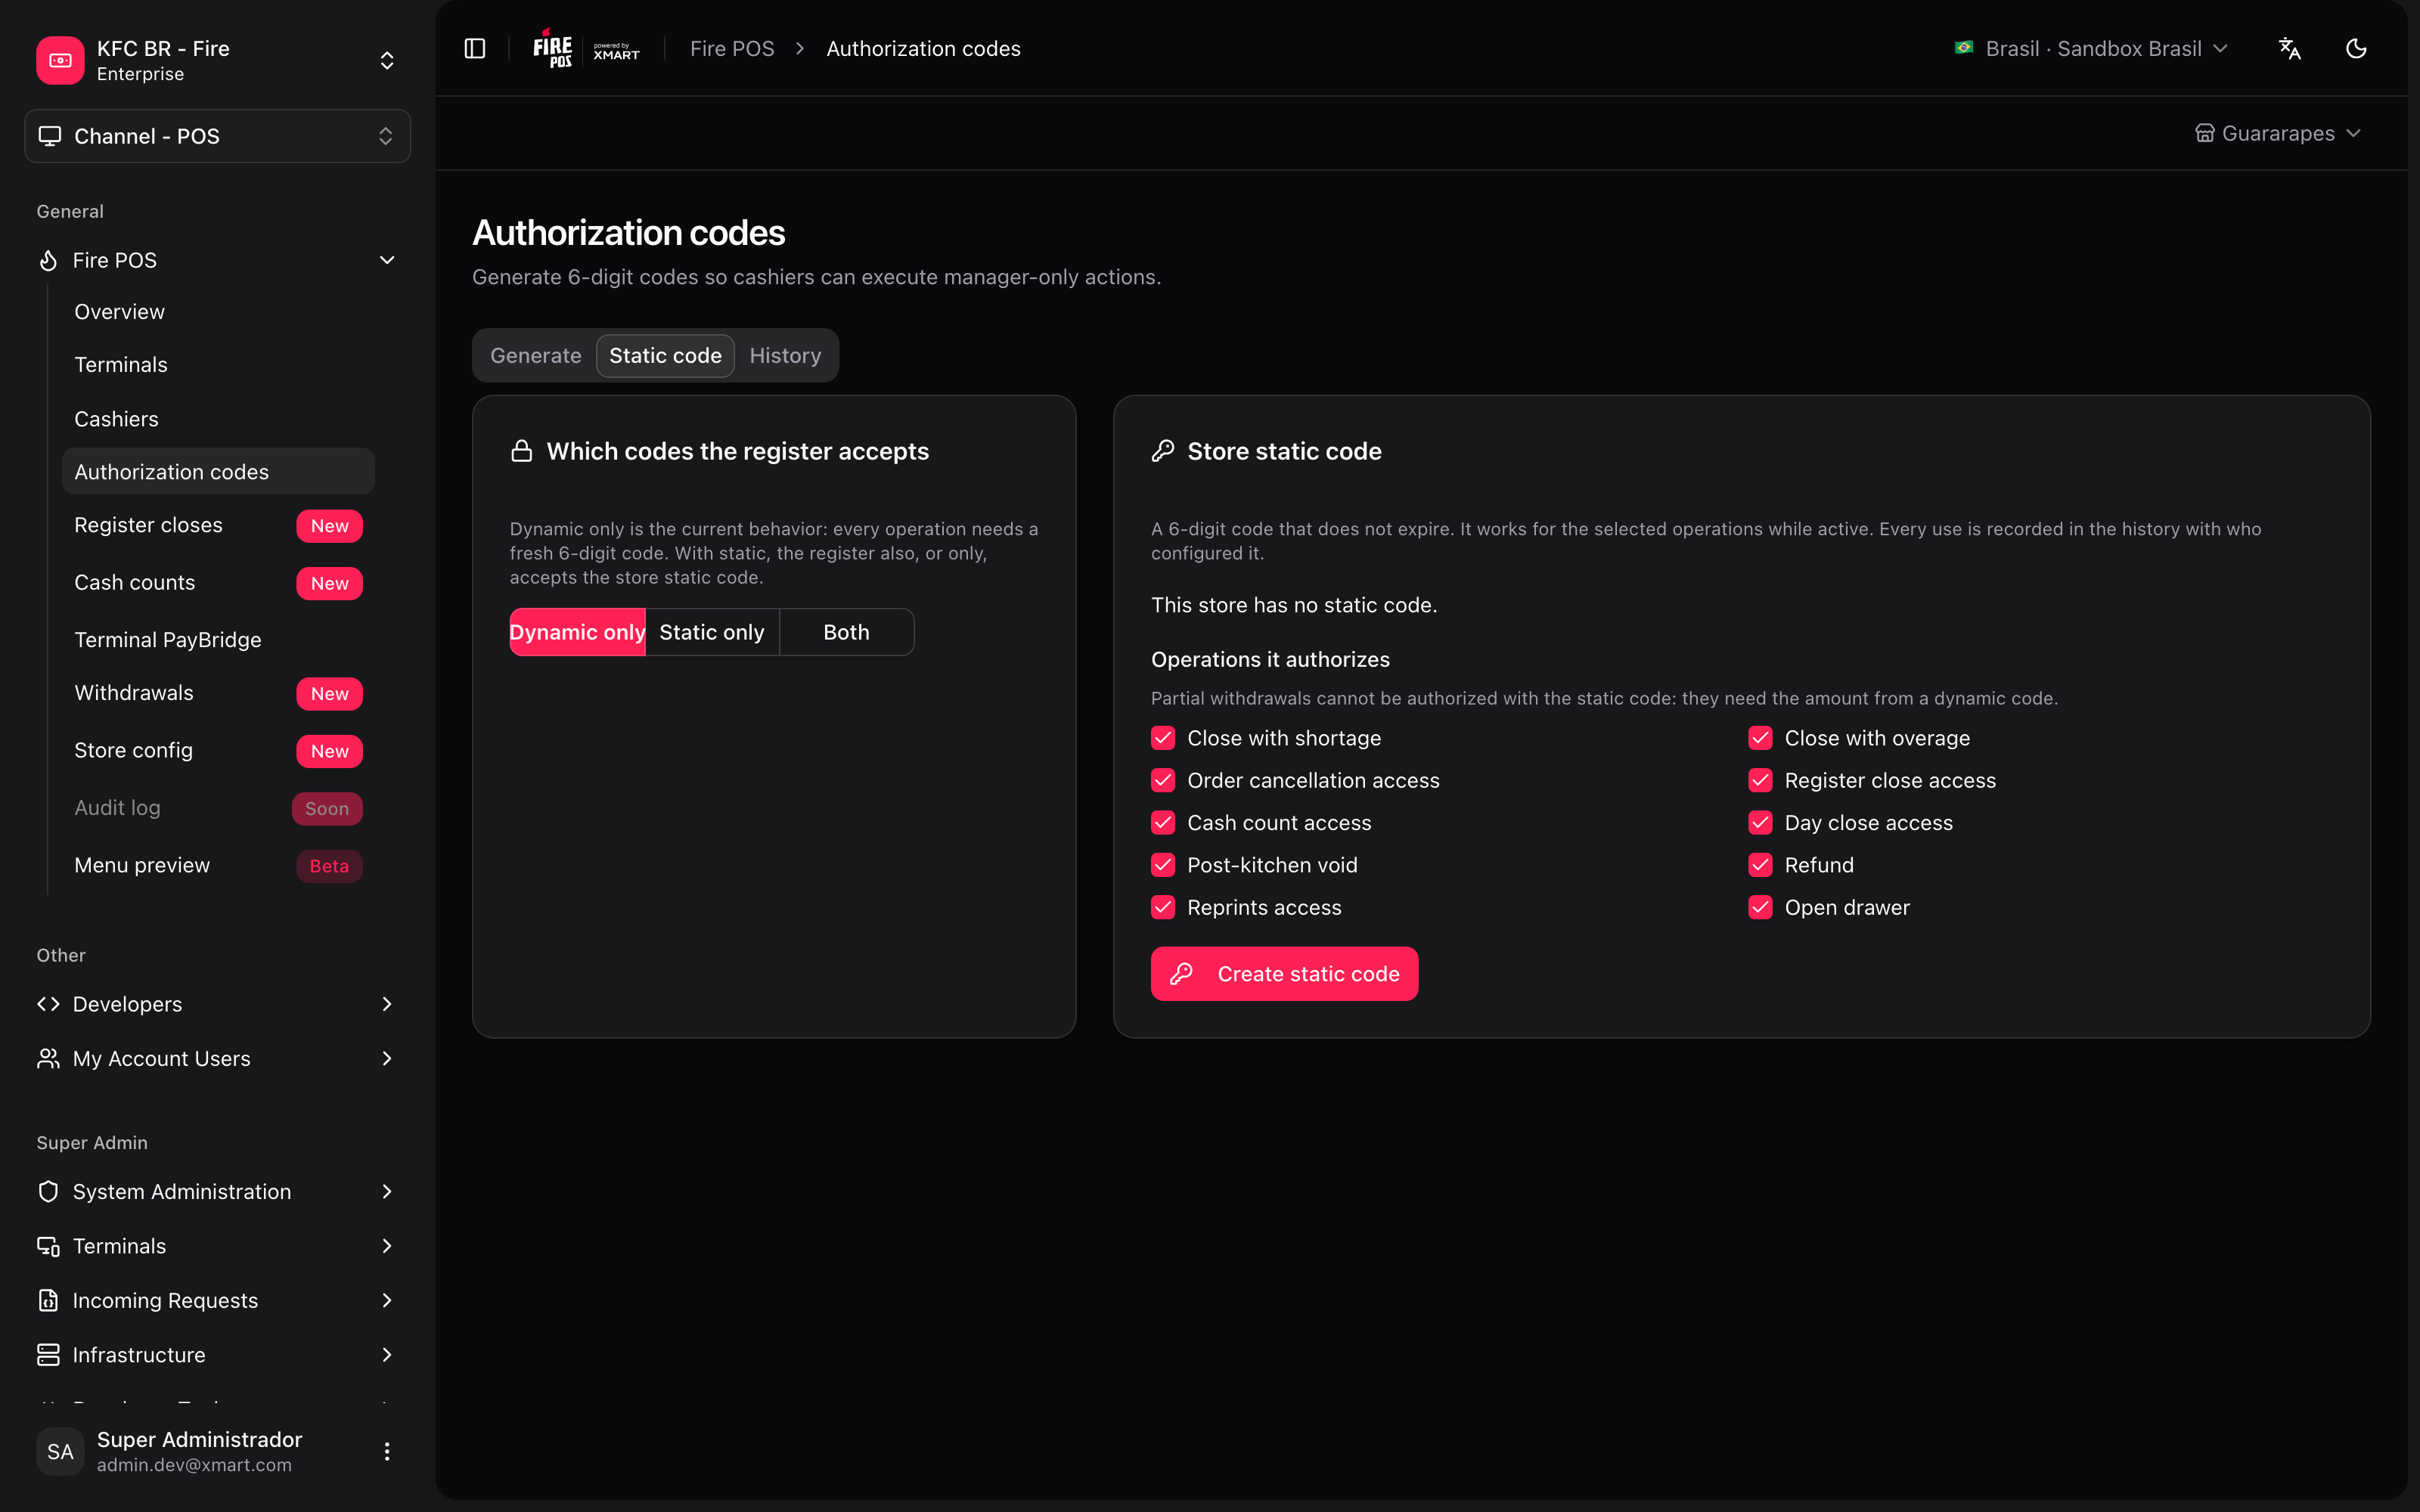 KFC BR - Fire
Enterprise
Channel - POS
General
Fire POS
Overview
Terminals
Cashiers
Authorization codes
Register closes New
Cash counts New
Terminal PayBridge
Withdrawals New
Store config New
Audit log Soon
Menu preview Beta
Other
Developers
My Account Users
Super Admin
System Administration
Terminals
Incoming Requests
Infrastructure
SA
Super Administrador
admin.dev@xmart.com
FIRE POS
powered by XMART
Fire POS > Authorization codes
Brasil · Sandbox Brasil
Guararapes
Authorization codes
Generate 6-digit codes so cashiers can execute manager-only actions.
Generate Static code History
Which codes the register accepts
Dynamic only is the current behavior: every operation needs a
fresh 6-digit code. With static, the register also, or only,
accepts the store static code.
Dynamic only Static only Both
Store static code
A 6-digit code that does not expire. It works for the selected operations while active. Every use is recorded in the history with who
configured it.
This store has no static code.
Operations it authorizes
Partial withdrawals cannot be authorized with the static code: they need the amount from a dynamic code.
Close with shortage Close with overage
Order cancellation access Register close access
Cash count access Day close access
Post-kitchen void Refund
Reprints access Open drawer
Create static code